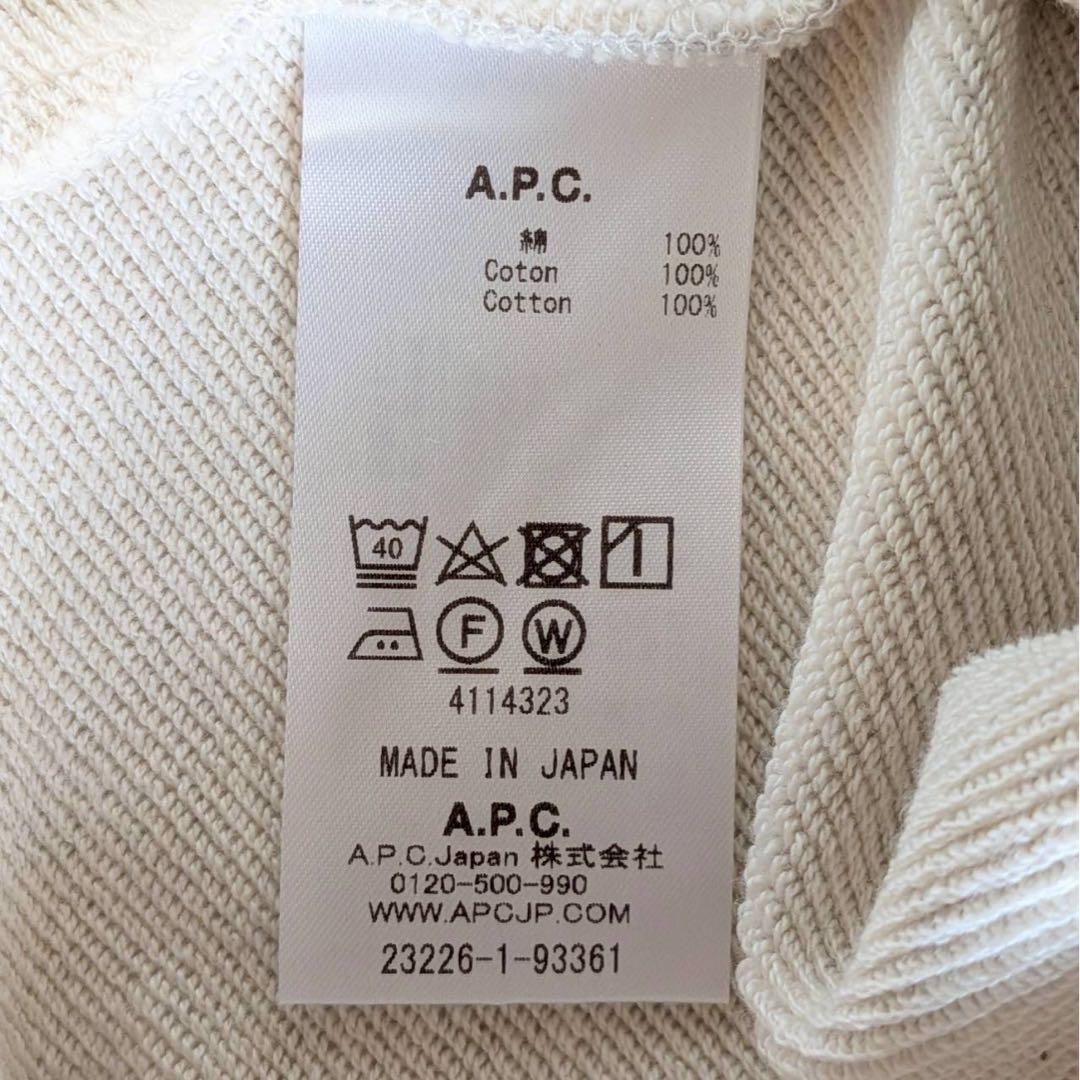 A.P.C.
綿 100%
Coton 100%
Cotton 100%
40
F W
4114323
MADE IN JAPAN
A.P.C.
A.P.C.Japan 株式会社
0120-500-990
WWW.APCJP.COM
23226-1-93361